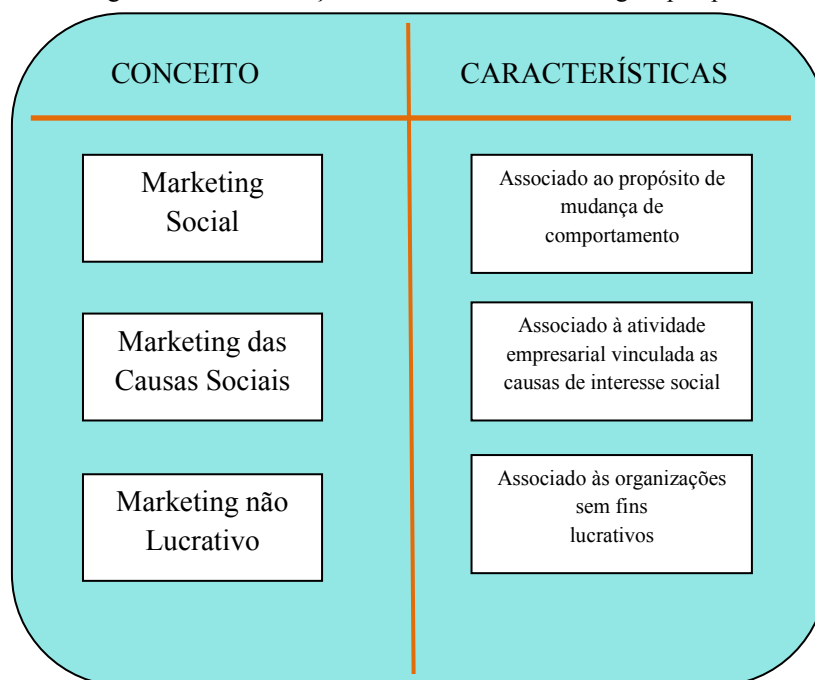 CONCEITO
CARACTERÍSTICAS
Marketing
Social
Associado ao propósito de
mudança de
comportamento
Marketing das
Causas Sociais
Associado à atividade
empresarial vinculada as
causas de interesse social
Marketing não
Lucrativo
Associado às organizações
sem fins
lucrativos